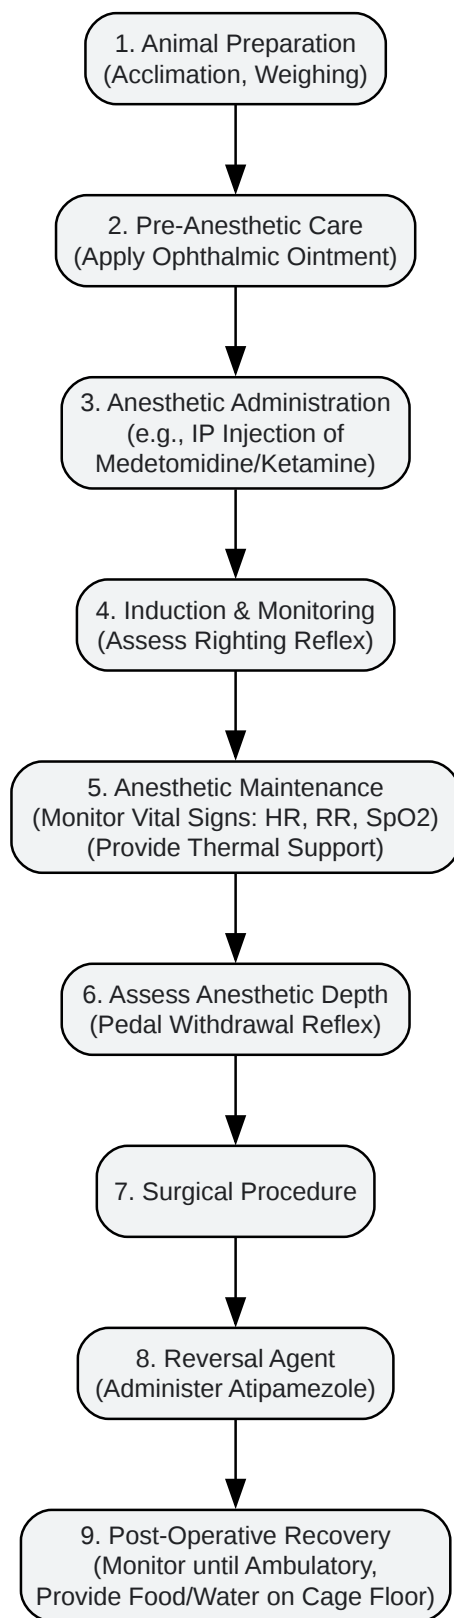 1. Animal Preparation
(Acclimation, Weighing)
2. Pre-Anesthetic Care
(Apply Ophthalmic Ointment)
3. Anesthetic Administration
(e.g., IP Injection of
Medetomidine/Ketamine)
4. Induction & Monitoring
(Assess Righting Reflex)
5. Anesthetic Maintenance
(Monitor Vital Signs: HR, RR, SpO2)
(Provide Thermal Support)
6. Assess Anesthetic Depth
(Pedal Withdrawal Reflex)
7. Surgical Procedure
8. Reversal Agent
(Administer Atipamezole)
9. Post-Operative Recovery
(Monitor until Ambulatory,
Provide Food/Water on Cage Floor)